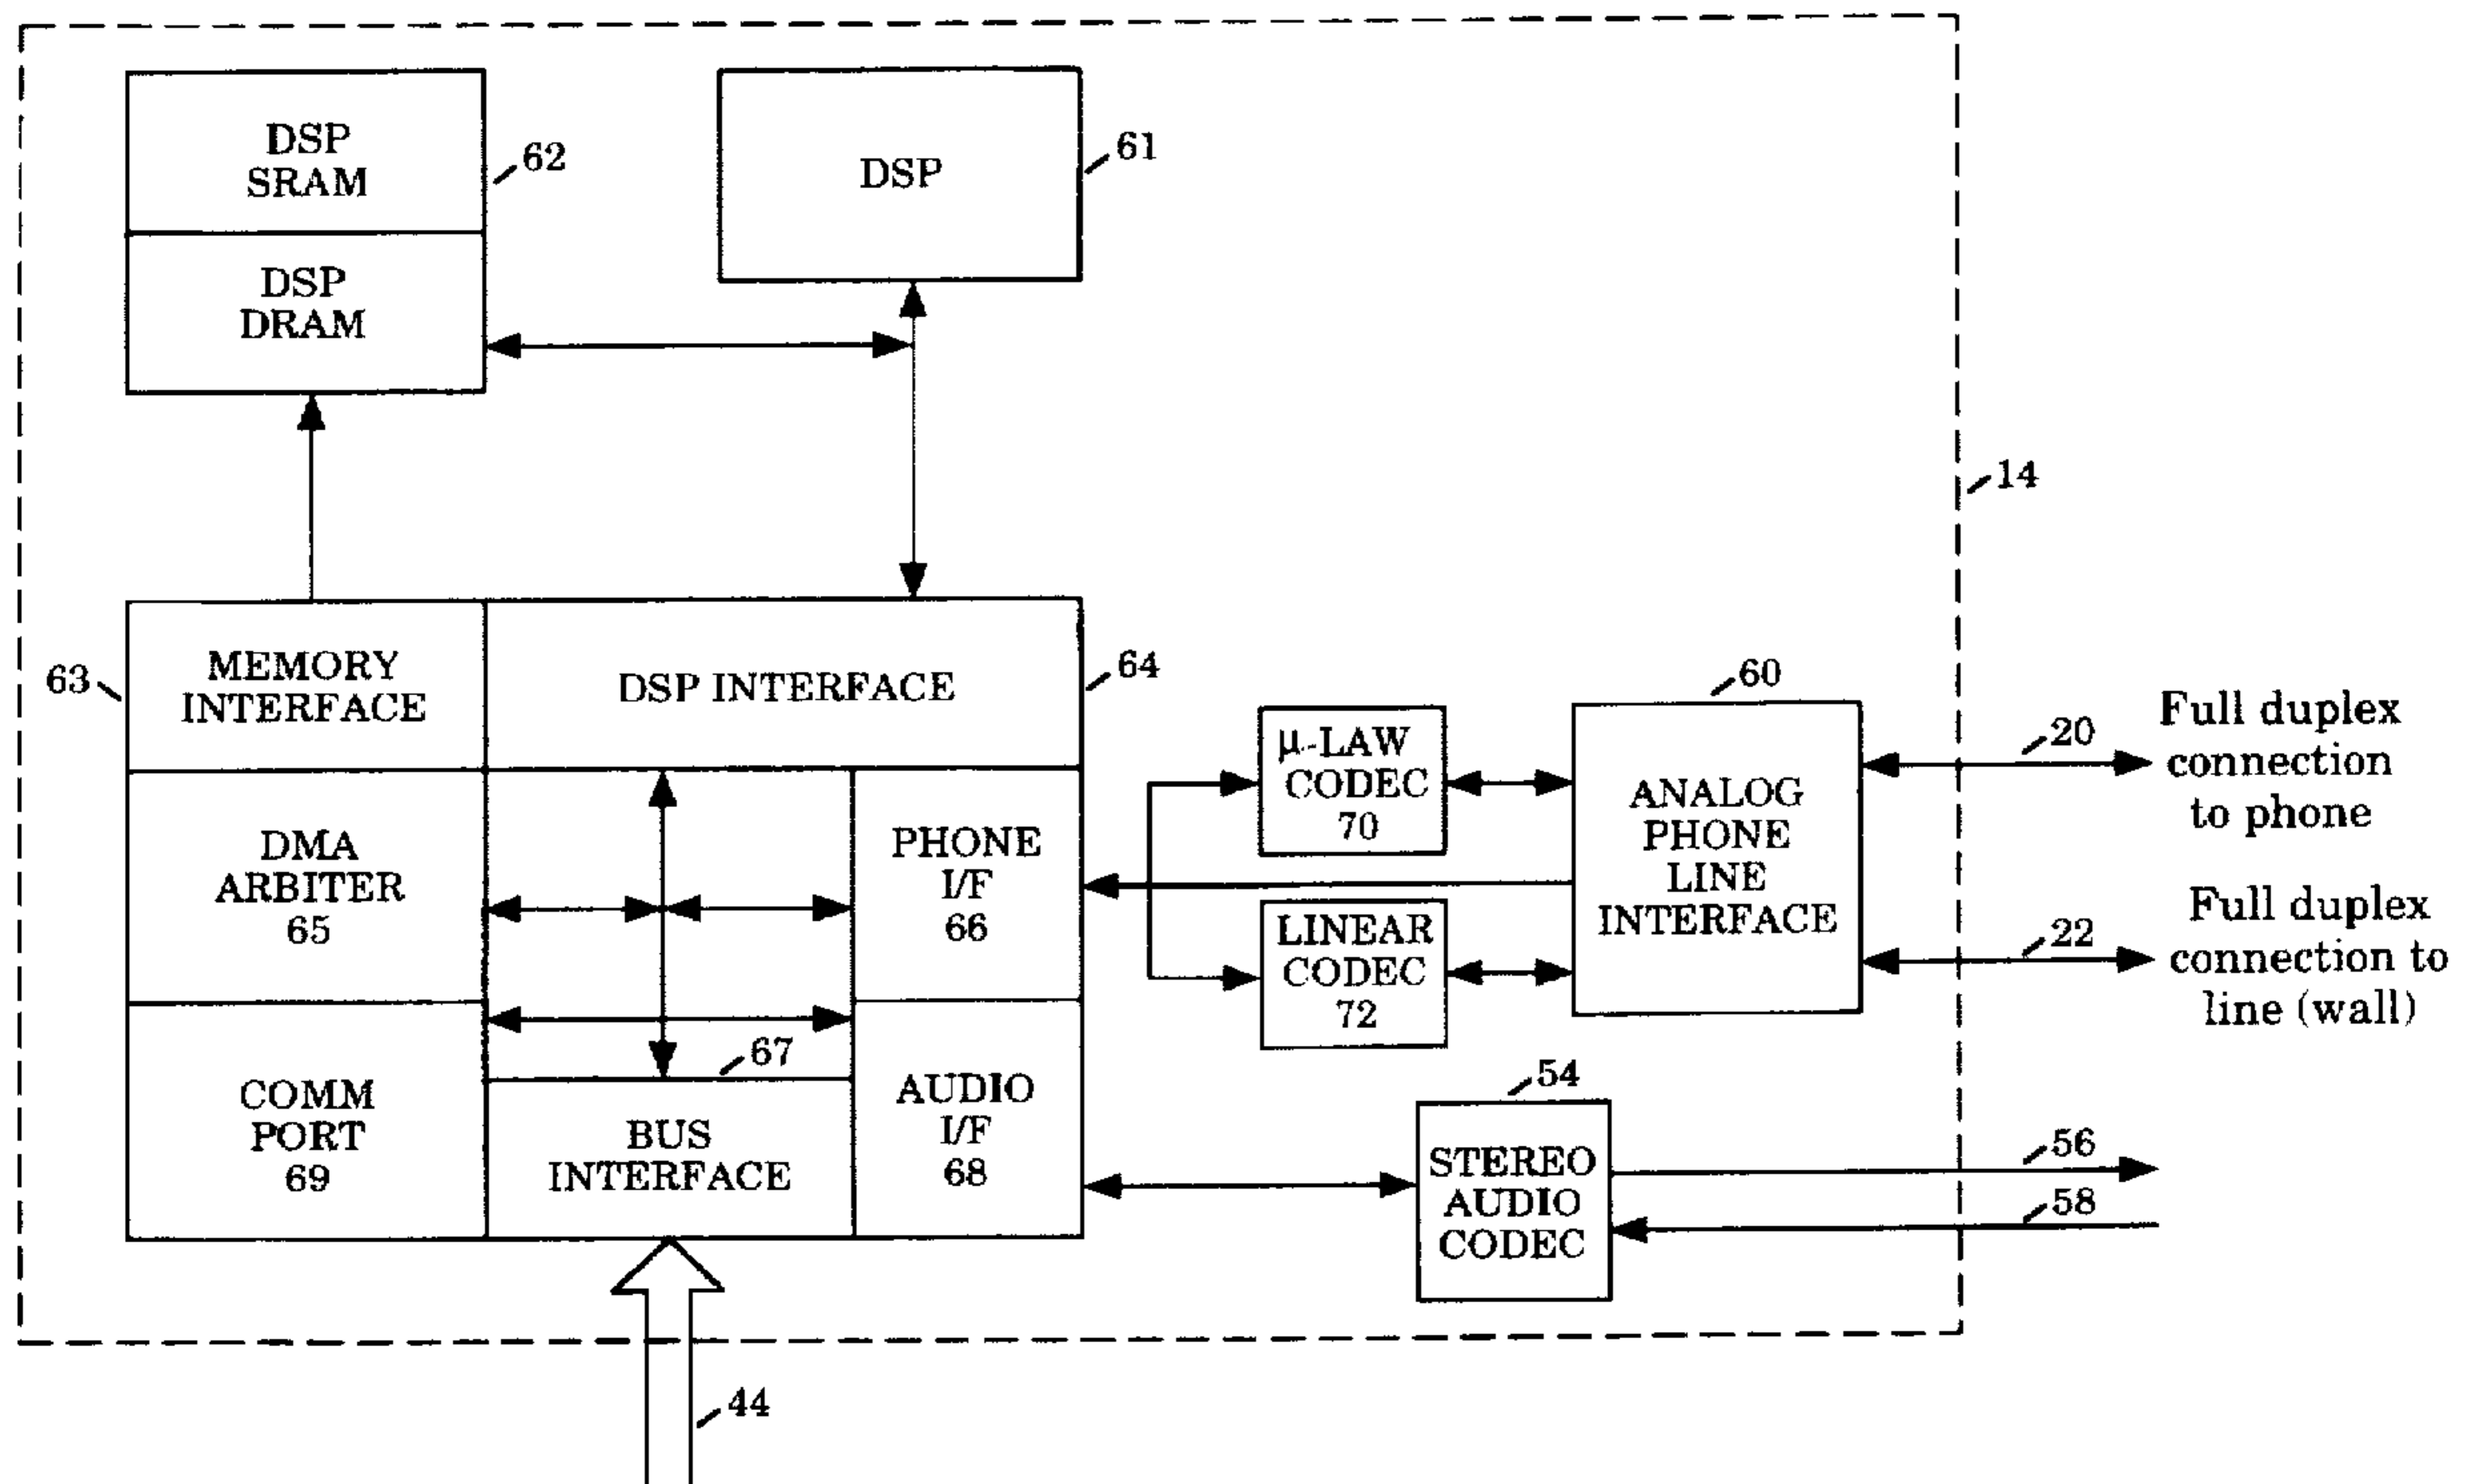 DSP
SRAM
62
DSP
61
DSP
DRAM
14
63
MEMORY
INTERFACE
DSP INTERFACE
64
60
μ-LAW
CODEC
70
ANALOG
PHONE
LINE
INTERFACE
20
Full duplex
connection
to phone
DMA
ARBITER
65
PHONE
I/F
66
LINEAR
CODEC
72
22
Full duplex
connection to
line (wall)
67
COMM
PORT
69
BUS
INTERFACE
AUDIO
I/F
68
54
STEREO
AUDIO
CODEC
56
58
44